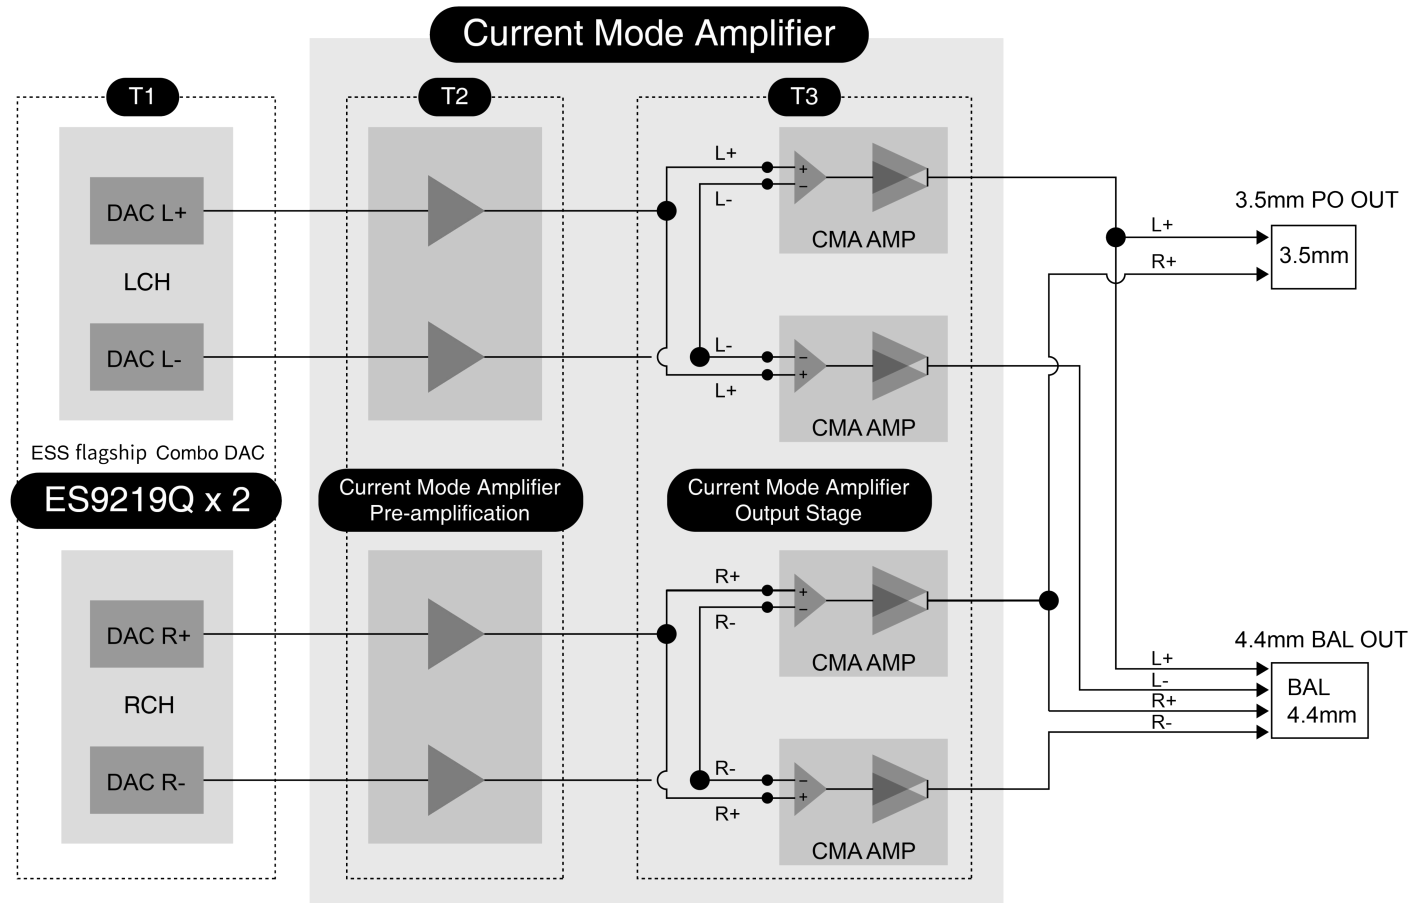 Current Mode Amplifier
T1
T2
T3
DAC L+
LCH
DAC L-
ESS flagship Combo DAC
ES9219Q x 2
DAC R+
RCH
DAC R-
Current Mode Amplifier
Pre-amplification
L+
L-
+
−
CMA AMP
L-
L+
−
+
CMA AMP
Current Mode Amplifier
Output Stage
R+
R-
+
−
CMA AMP
R-
R+
−
+
CMA AMP
3.5mm PO OUT
L+
R+
3.5mm
4.4mm BAL OUT
L+
L-
R+
R-
BAL
4.4mm